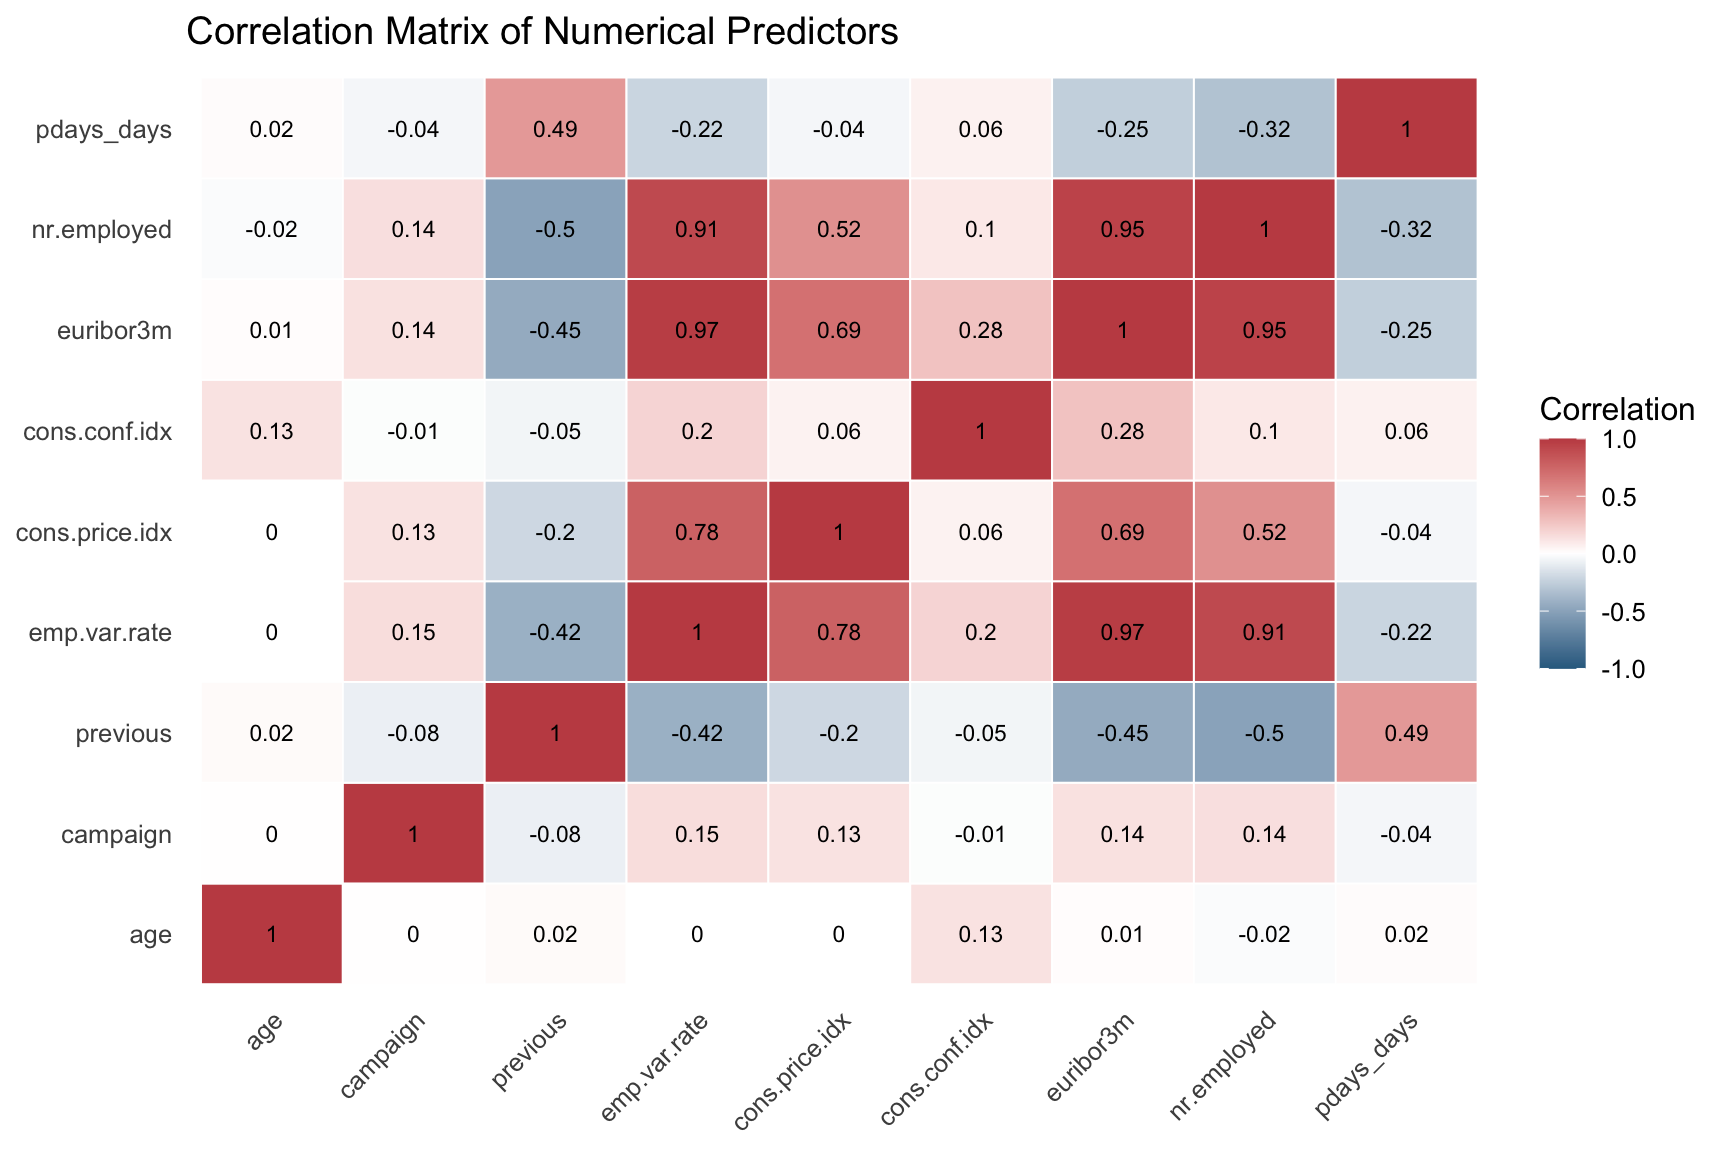 Correlation Matrix of Numerical Predictors
pdays_days 0.02 -0.04 0.49 -0.22 -0.04 0.06 -0.25 -0.32 1
nr.employed -0.02 0.14 -0.5 0.91 0.52 0.1 0.95 1 -0.32
euribor3m 0.01 0.14 -0.45 0.97 0.69 0.28 1 0.95 -0.25
cons.conf.idx 0.13 -0.01 -0.05 0.2 0.06 1 0.28 0.1 0.06
cons.price.idx 0 0.13 -0.2 0.78 1 0.06 0.69 0.52 -0.04
emp.var.rate 0 0.15 -0.42 1 0.78 0.2 0.97 0.91 -0.22
previous 0.02 -0.08 1 -0.42 -0.2 -0.05 -0.45 -0.5 0.49
campaign 0 1 -0.08 0.15 0.13 -0.01 0.14 0.14 -0.04
age 1 0 0.02 0 0 0.13 0.01 -0.02 0.02
age campaign previous emp.var.rate cons.price.idx cons.conf.idx euribor3m nr.employed pdays_days
Correlation
1.0
0.5
0.0
-0.5
-1.0